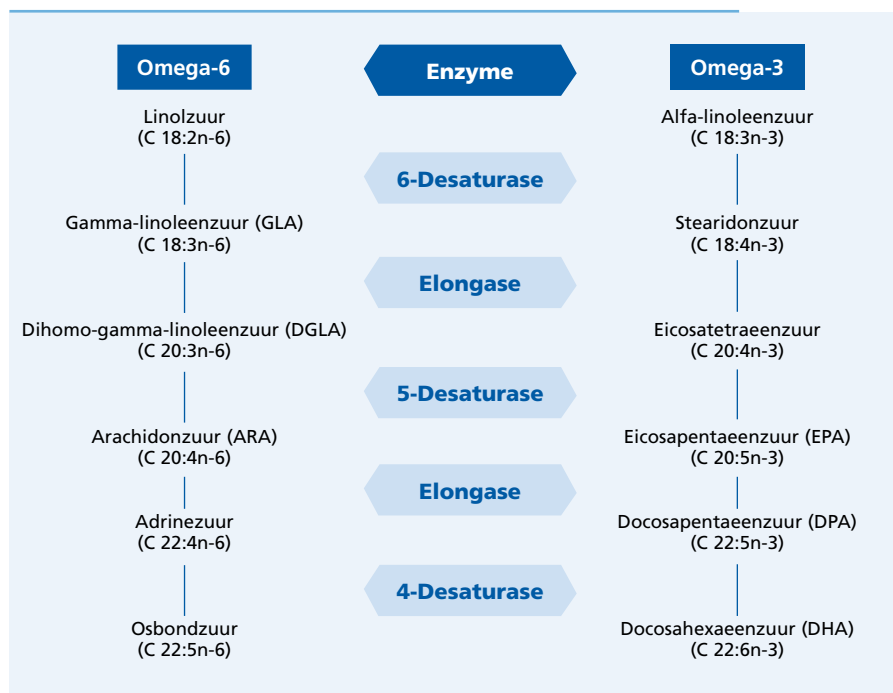 Omega-6
Enzyme
Omega-3
Linolzuur
(C 18:2n-6)
Alfa-linoleenzuur
(C 18:3n-3)
6-Desaturase
Gamma-linoleenzuur (GLA)
(C 18:3n-6)
Stearidonzuur
(C 18:4n-3)
Elongase
Dihomo-gamma-linoleenzuur (DGLA)
(C 20:3n-6)
Eicosatetraeenzuur
(C 20:4n-3)
5-Desaturase
Arachidonzuur (ARA)
(C 20:4n-6)
Eicosapentaeenzuur (EPA)
(C 20:5n-3)
Elongase
Adrinezuur
(C 22:4n-6)
Docosapentaeenzuur (DPA)
(C 22:5n-3)
4-Desaturase
Osbondzuur
(C 22:5n-6)
Docosahexaeenzuur (DHA)
(C 22:6n-3)